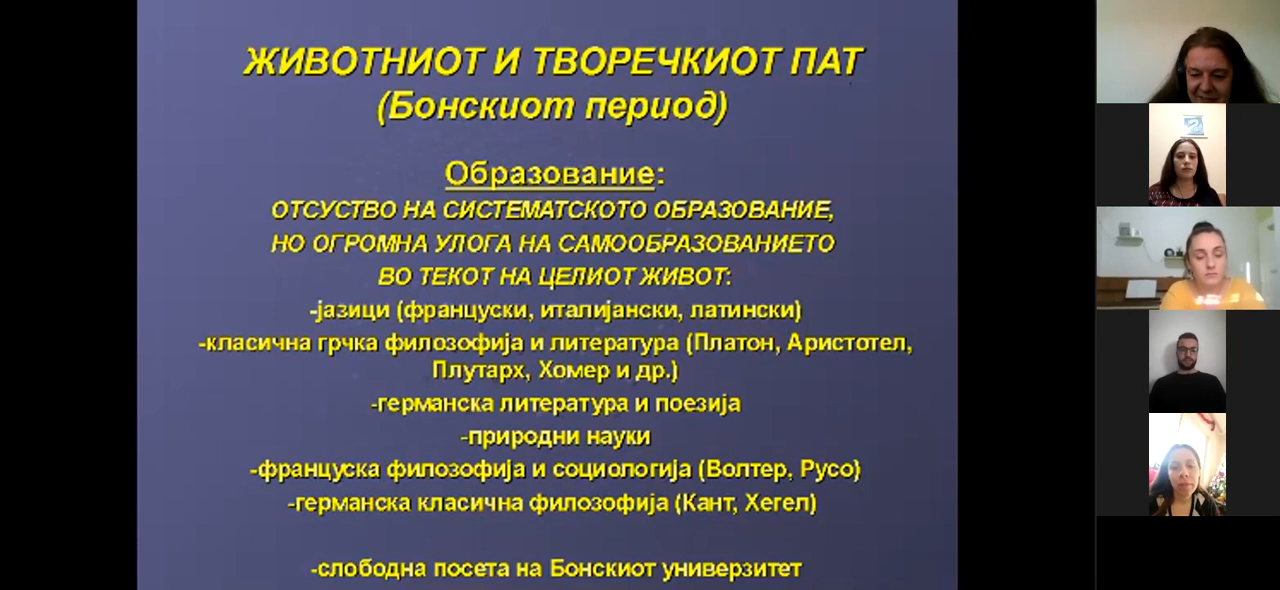 ЖИВОТНИОТ И ТВОРЕЧКИОТ ПАТ
(Бонскиот период)
Образование:
ОТСУСТВО НА СИСТЕМАТСКОТО ОБРАЗОВАНИЕ,
НО ОГРОМНА УЛОГА НА САМООБРАЗОВАНИЕТО
ВО ТЕКОТ НА ЦЕЛИОТ ЖИВОТ:
-јазици (француски, италијански, латински)
-класична грчка филозофија и литература (Платон, Аристотел,
Плутарх, Хомер и др.)
-германска литература и поезија
-природни науки
-француска филозофија и социологија (Волтер, Русо)
-германска класична филозофија (Кант, Хегел)
-слободна посета на Бонскиот универзитет